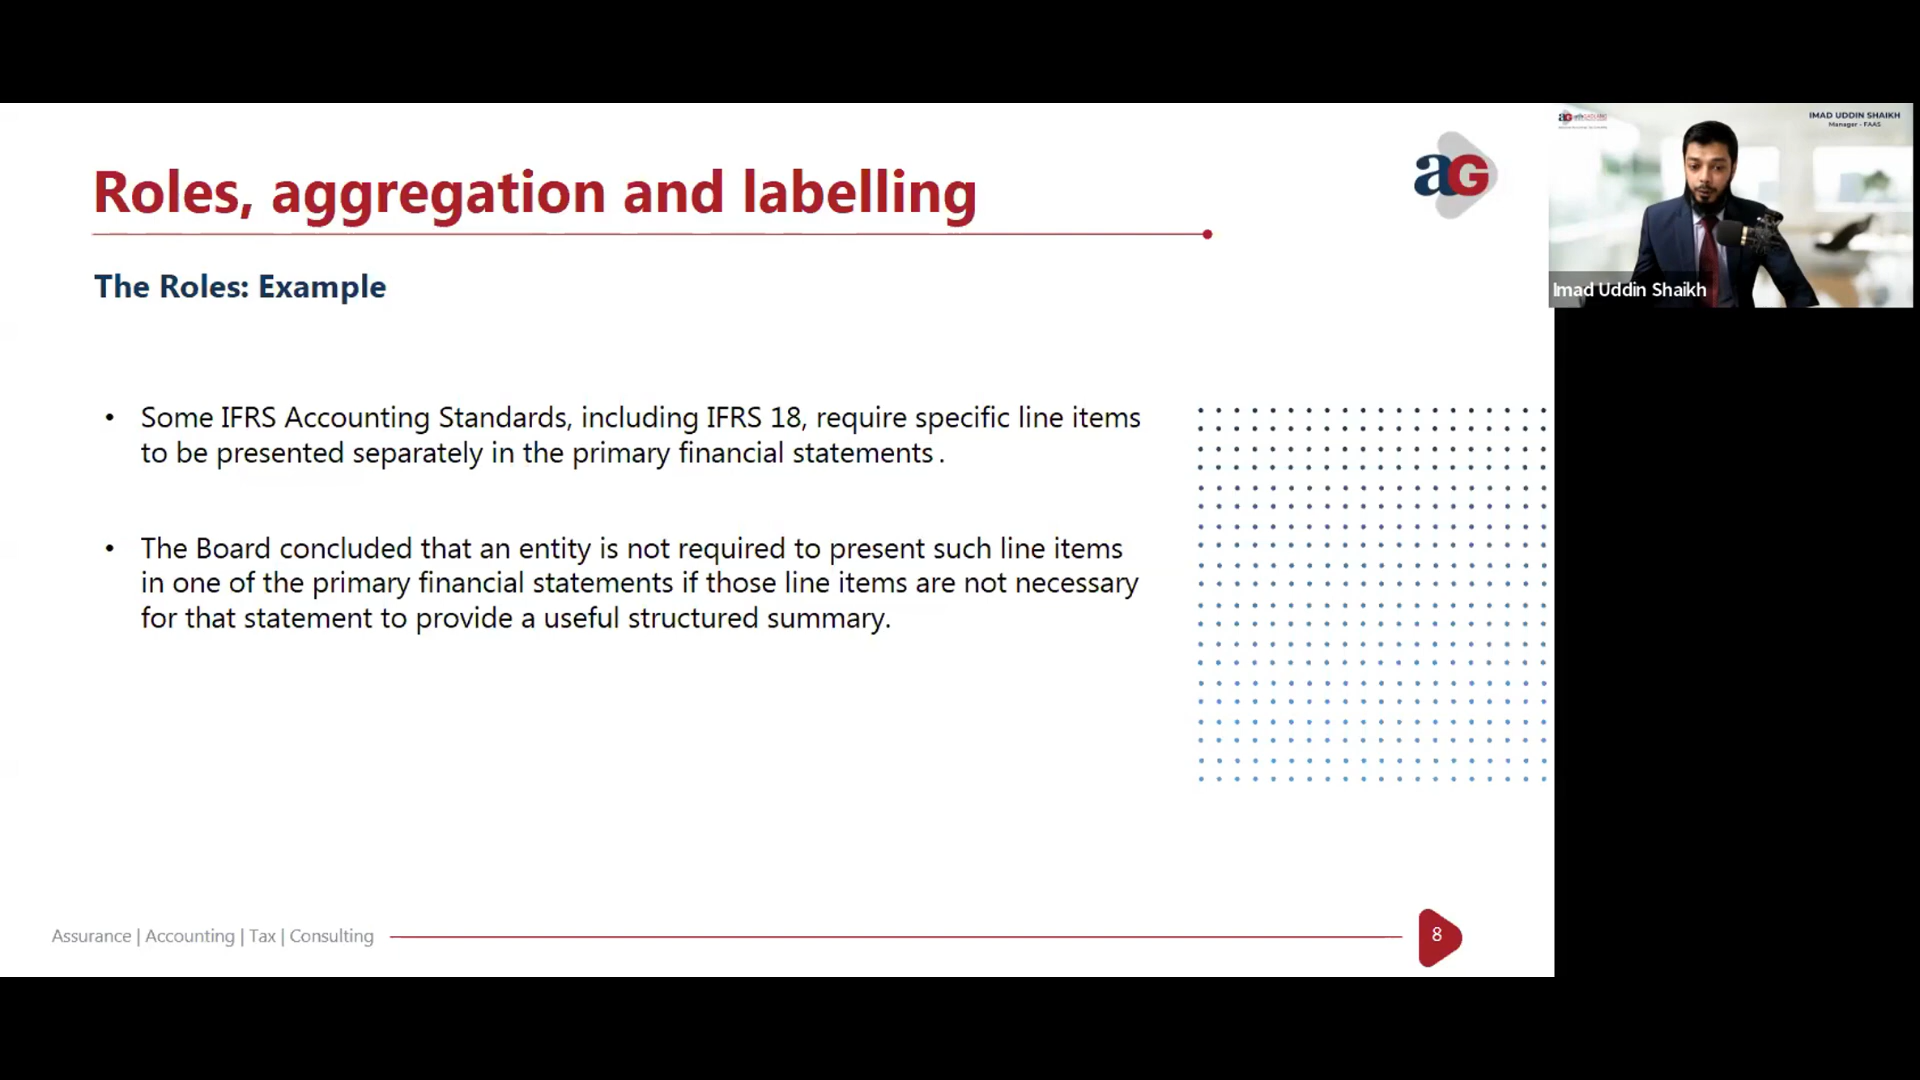 Roles, aggregation and labelling
The Roles: Example
• Some IFRS Accounting Standards, including IFRS 18, require specific line items
to be presented separately in the primary financial statements .
• The Board concluded that an entity is not required to present such line items
in one of the primary financial statements if those line items are not necessary
for that statement to provide a useful structured summary.
Assurance | Accounting | Tax | Consulting
8
aG
IMAD UDDIN SHAIKH
Manager - FAAS
Imad Uddin Shaikh